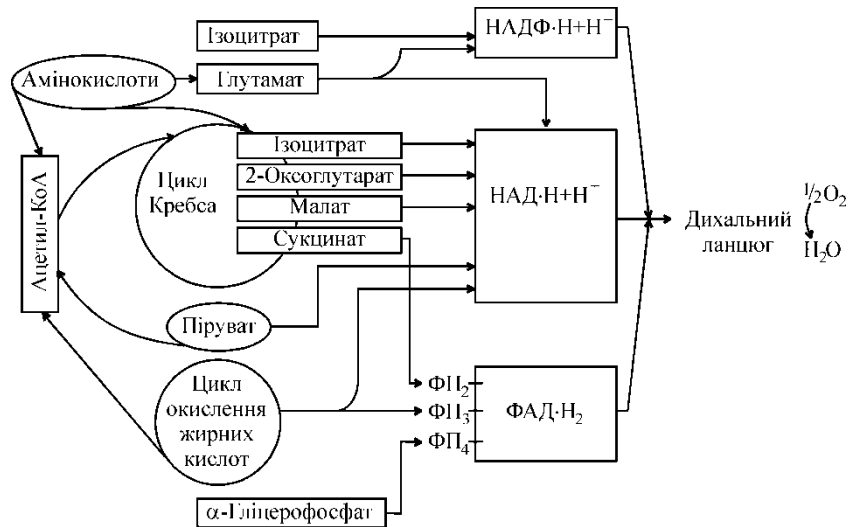 Ізоцитрат
НАДФ·Н+Н⁻
Амінокислоти
Глутамат
Ацетил-КоА
Цикл
Кребса
Ізоцитрат
2-Оксоглутарат
Малат
Сукцинат
НАД·Н+Н⁻
Дихальний
ланцюг
1/2O₂
H₂O
Піруват
Цикл
окислення
жирних
кислот
ФП₂
ФП₃
ФП₄
ФАД·Н₂
α-Гліцерофосфат